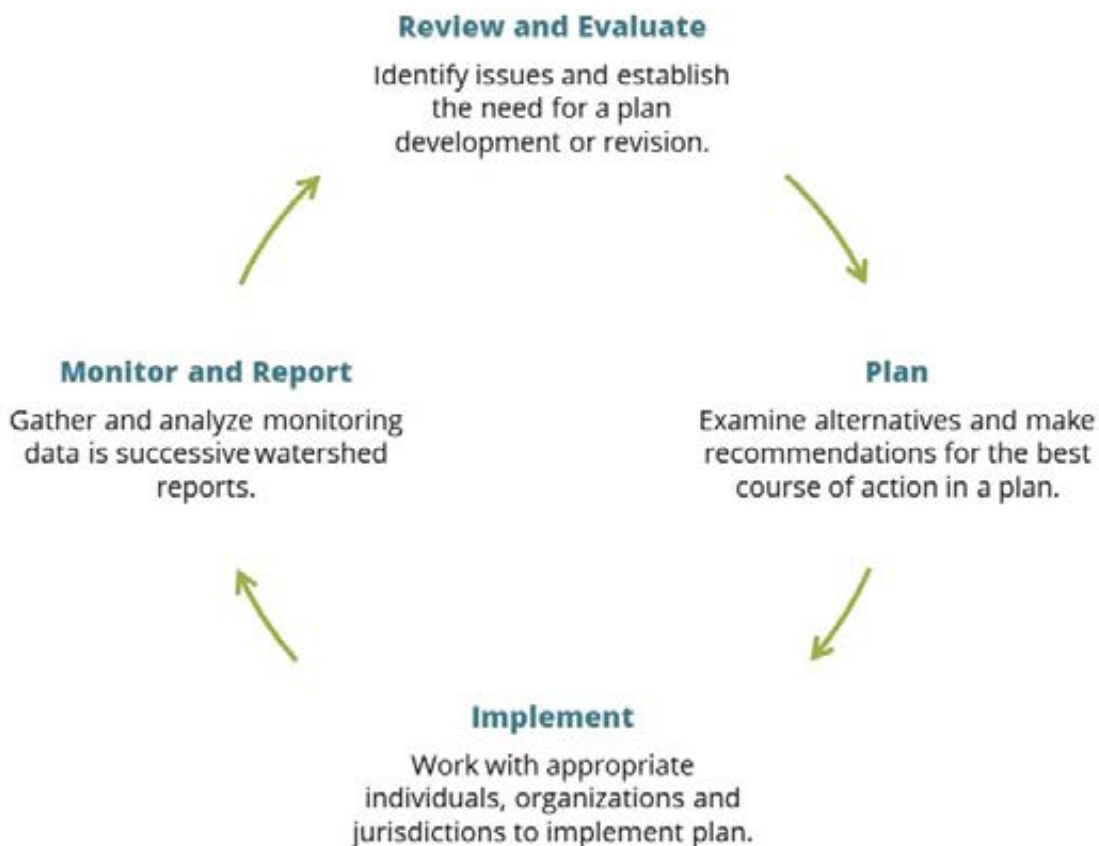 Review and Evaluate
Identify issues and establish
the need for a plan
development or revision.
Monitor and Report
Gather and analyze monitoring
data is successive watershed
reports.
Plan
Examine alternatives and make
recommendations for the best
course of action in a plan.
Implement
Work with appropriate
individuals, organizations and
jurisdictions to implement plan.